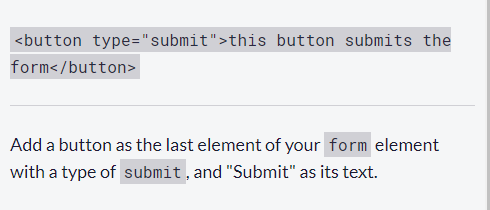 <button type="submit">this button submits the
form</button>
Add a button as the last element of your form element
with a type of submit, and "Submit" as its text.